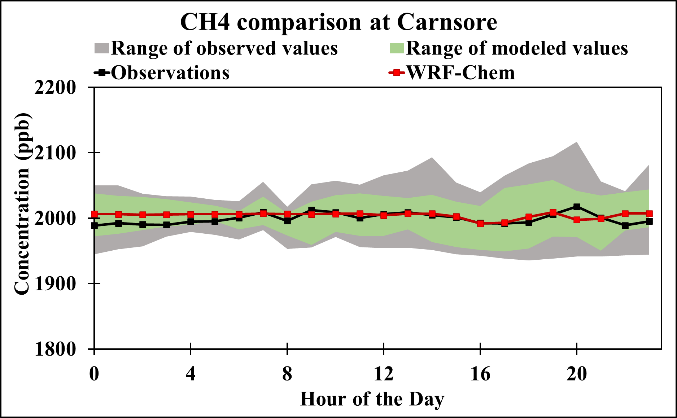 CH4 comparison at Carnsore
Range of observed values Range of modeled values
Observations WRF-Chem
Concentration (ppb)
2200
2100
2000
1900
1800
0 4 8 12 16 20
Hour of the Day